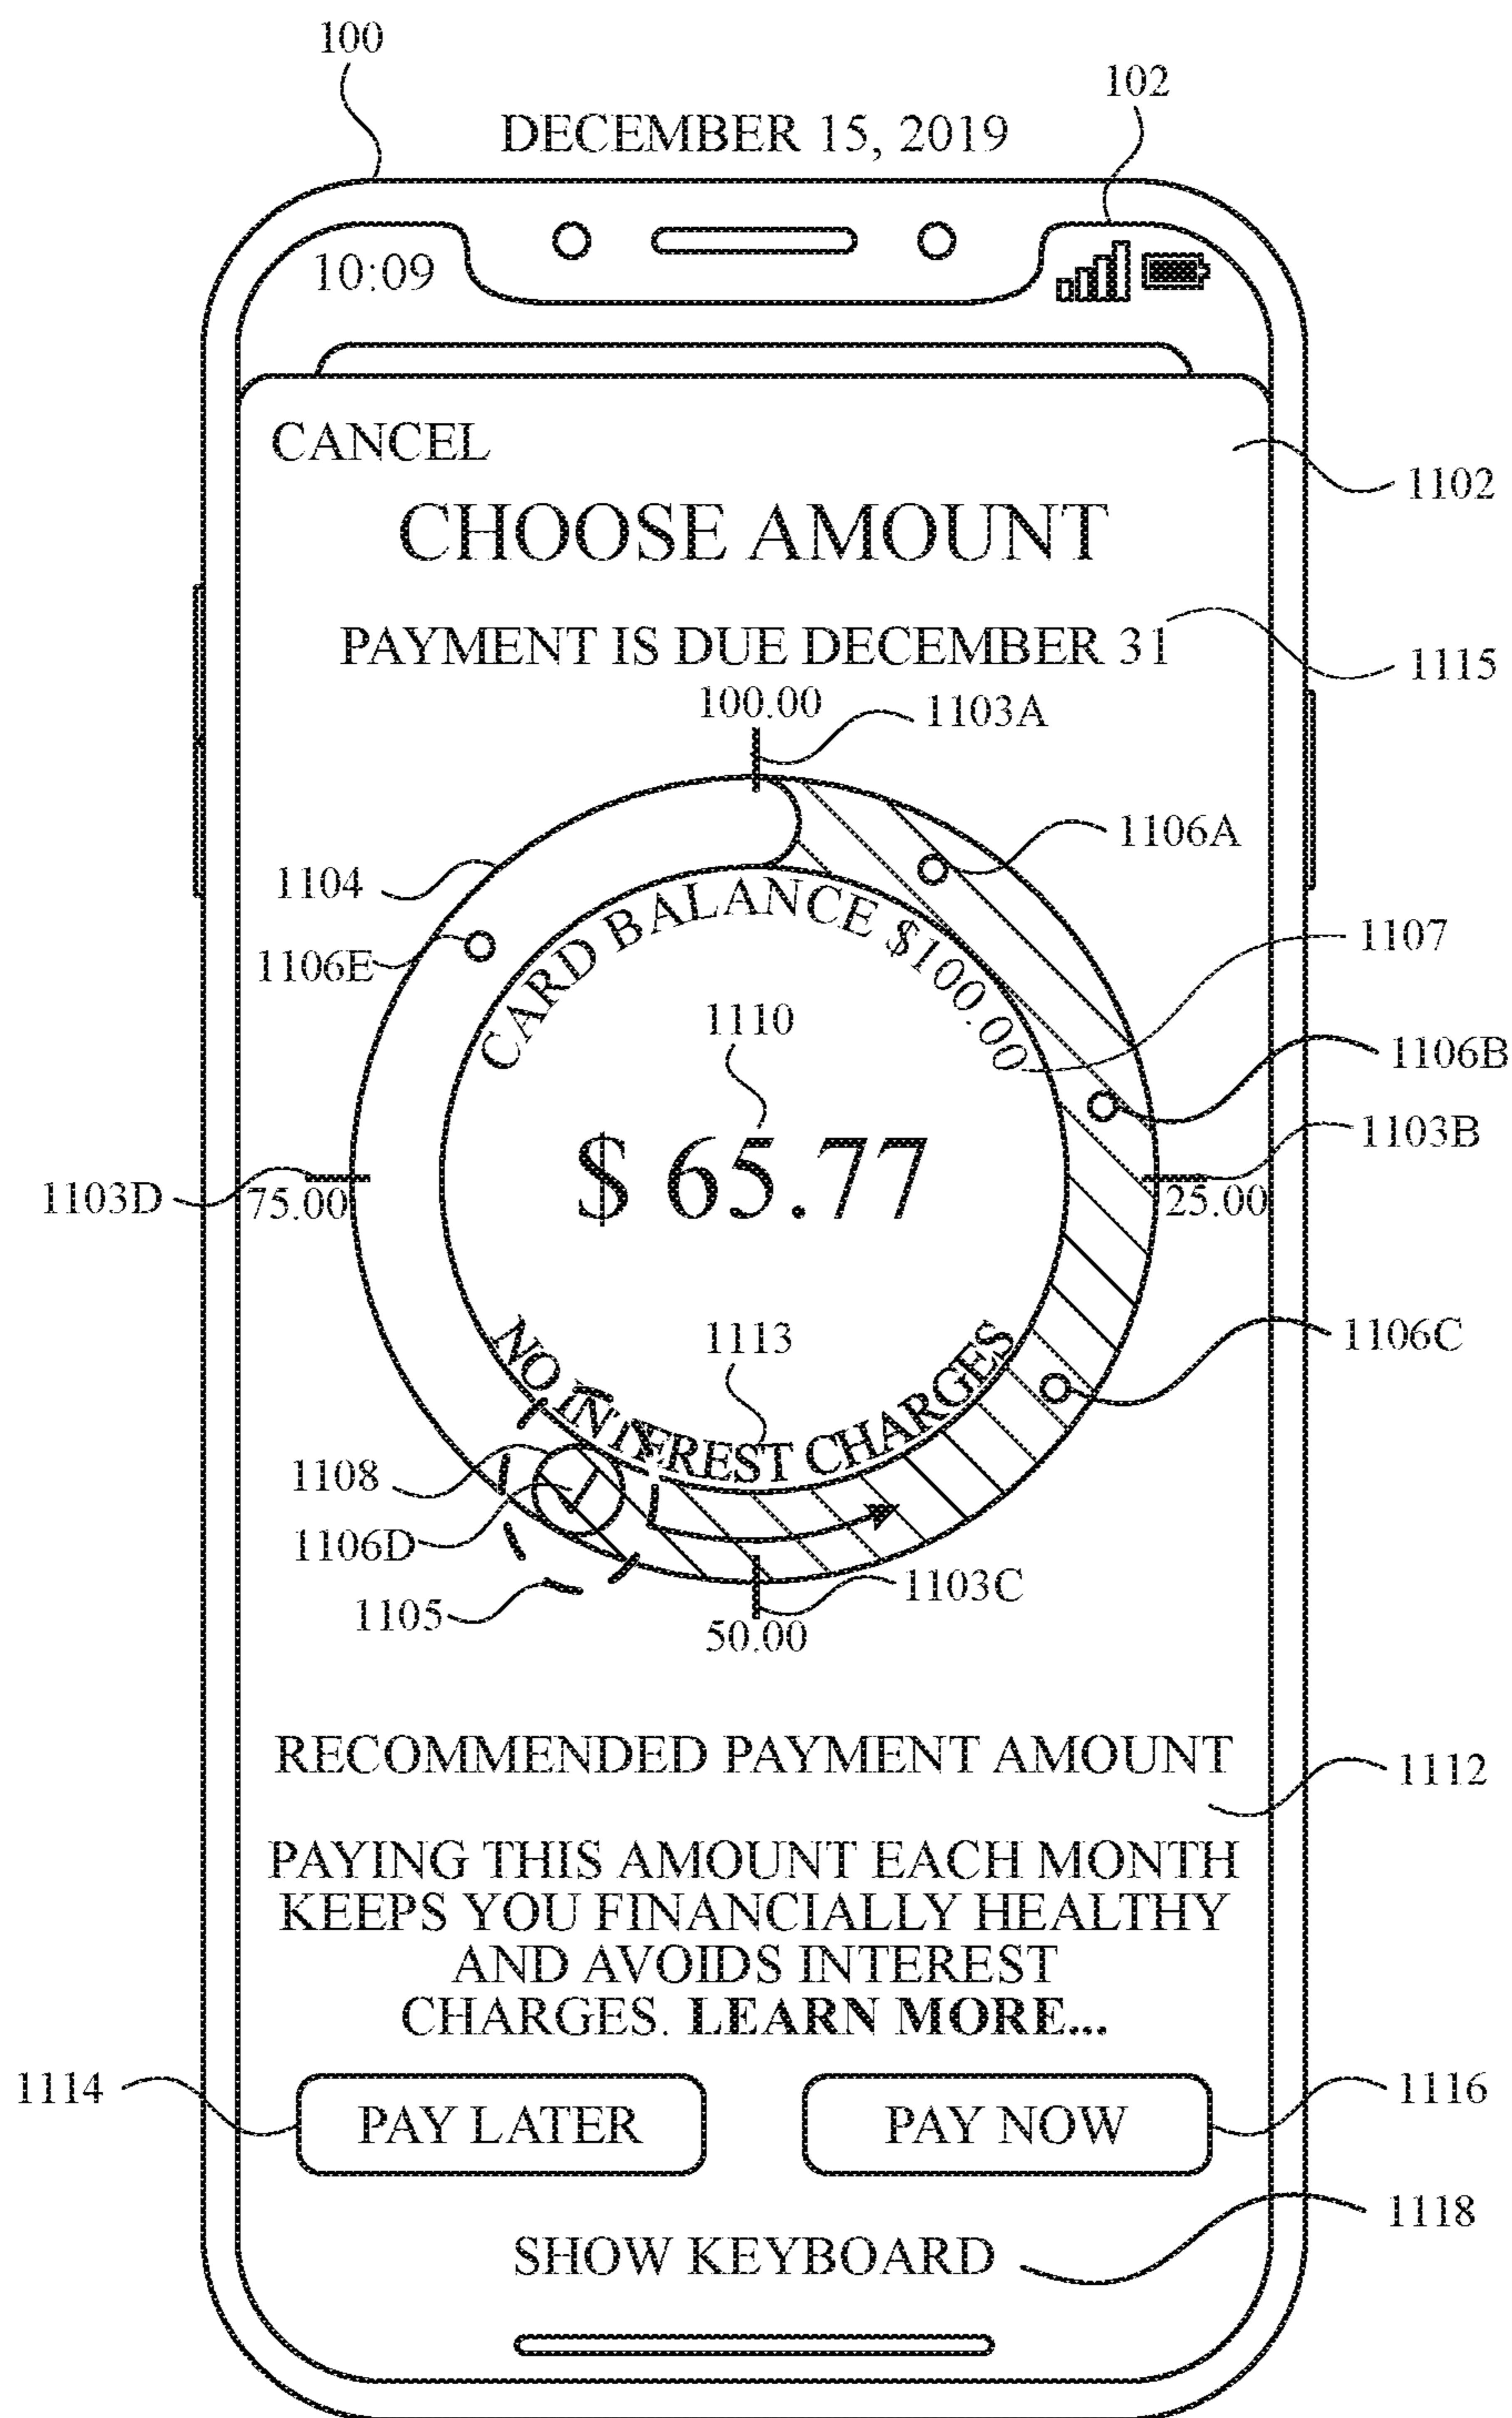 100
102
DECEMBER 15, 2019
10:09
CANCEL
1102
CHOOSE AMOUNT
PAYMENT IS DUE DECEMBER 31
1115
100.00
1103A
1106A
1104
1106E
CARD BALANCE $100.00
1107
1110
1106B
$ 65.77
1103B
1103D
75.00
25.00
1113
1106C
NO INTEREST CHARGES
1108
1106D
1103C
1105
50.00
RECOMMENDED PAYMENT AMOUNT
1112
PAYING THIS AMOUNT EACH MONTH
KEEPS YOU FINANCIALLY HEALTHY
AND AVOIDS INTEREST
CHARGES. LEARN MORE...
1114
PAY LATER
PAY NOW
1116
1118
SHOW KEYBOARD